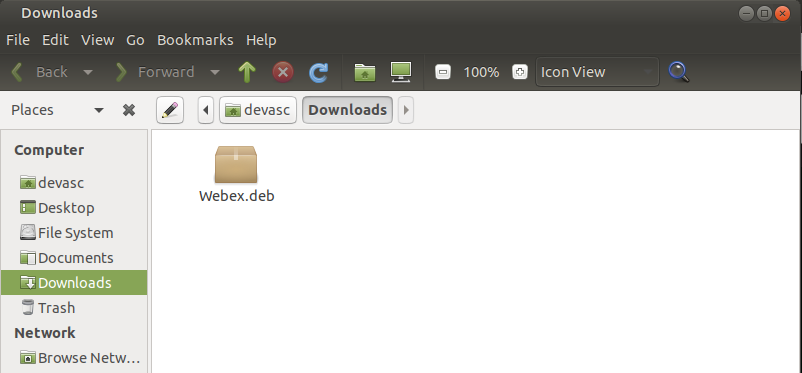 Downloads
File Edit View Go Bookmarks Help
Back Forward 100% Icon View
Places devasc Downloads
Computer
devasc
Desktop
File System
Documents
Downloads
Trash
Network
Browse Netw...
Webex.deb